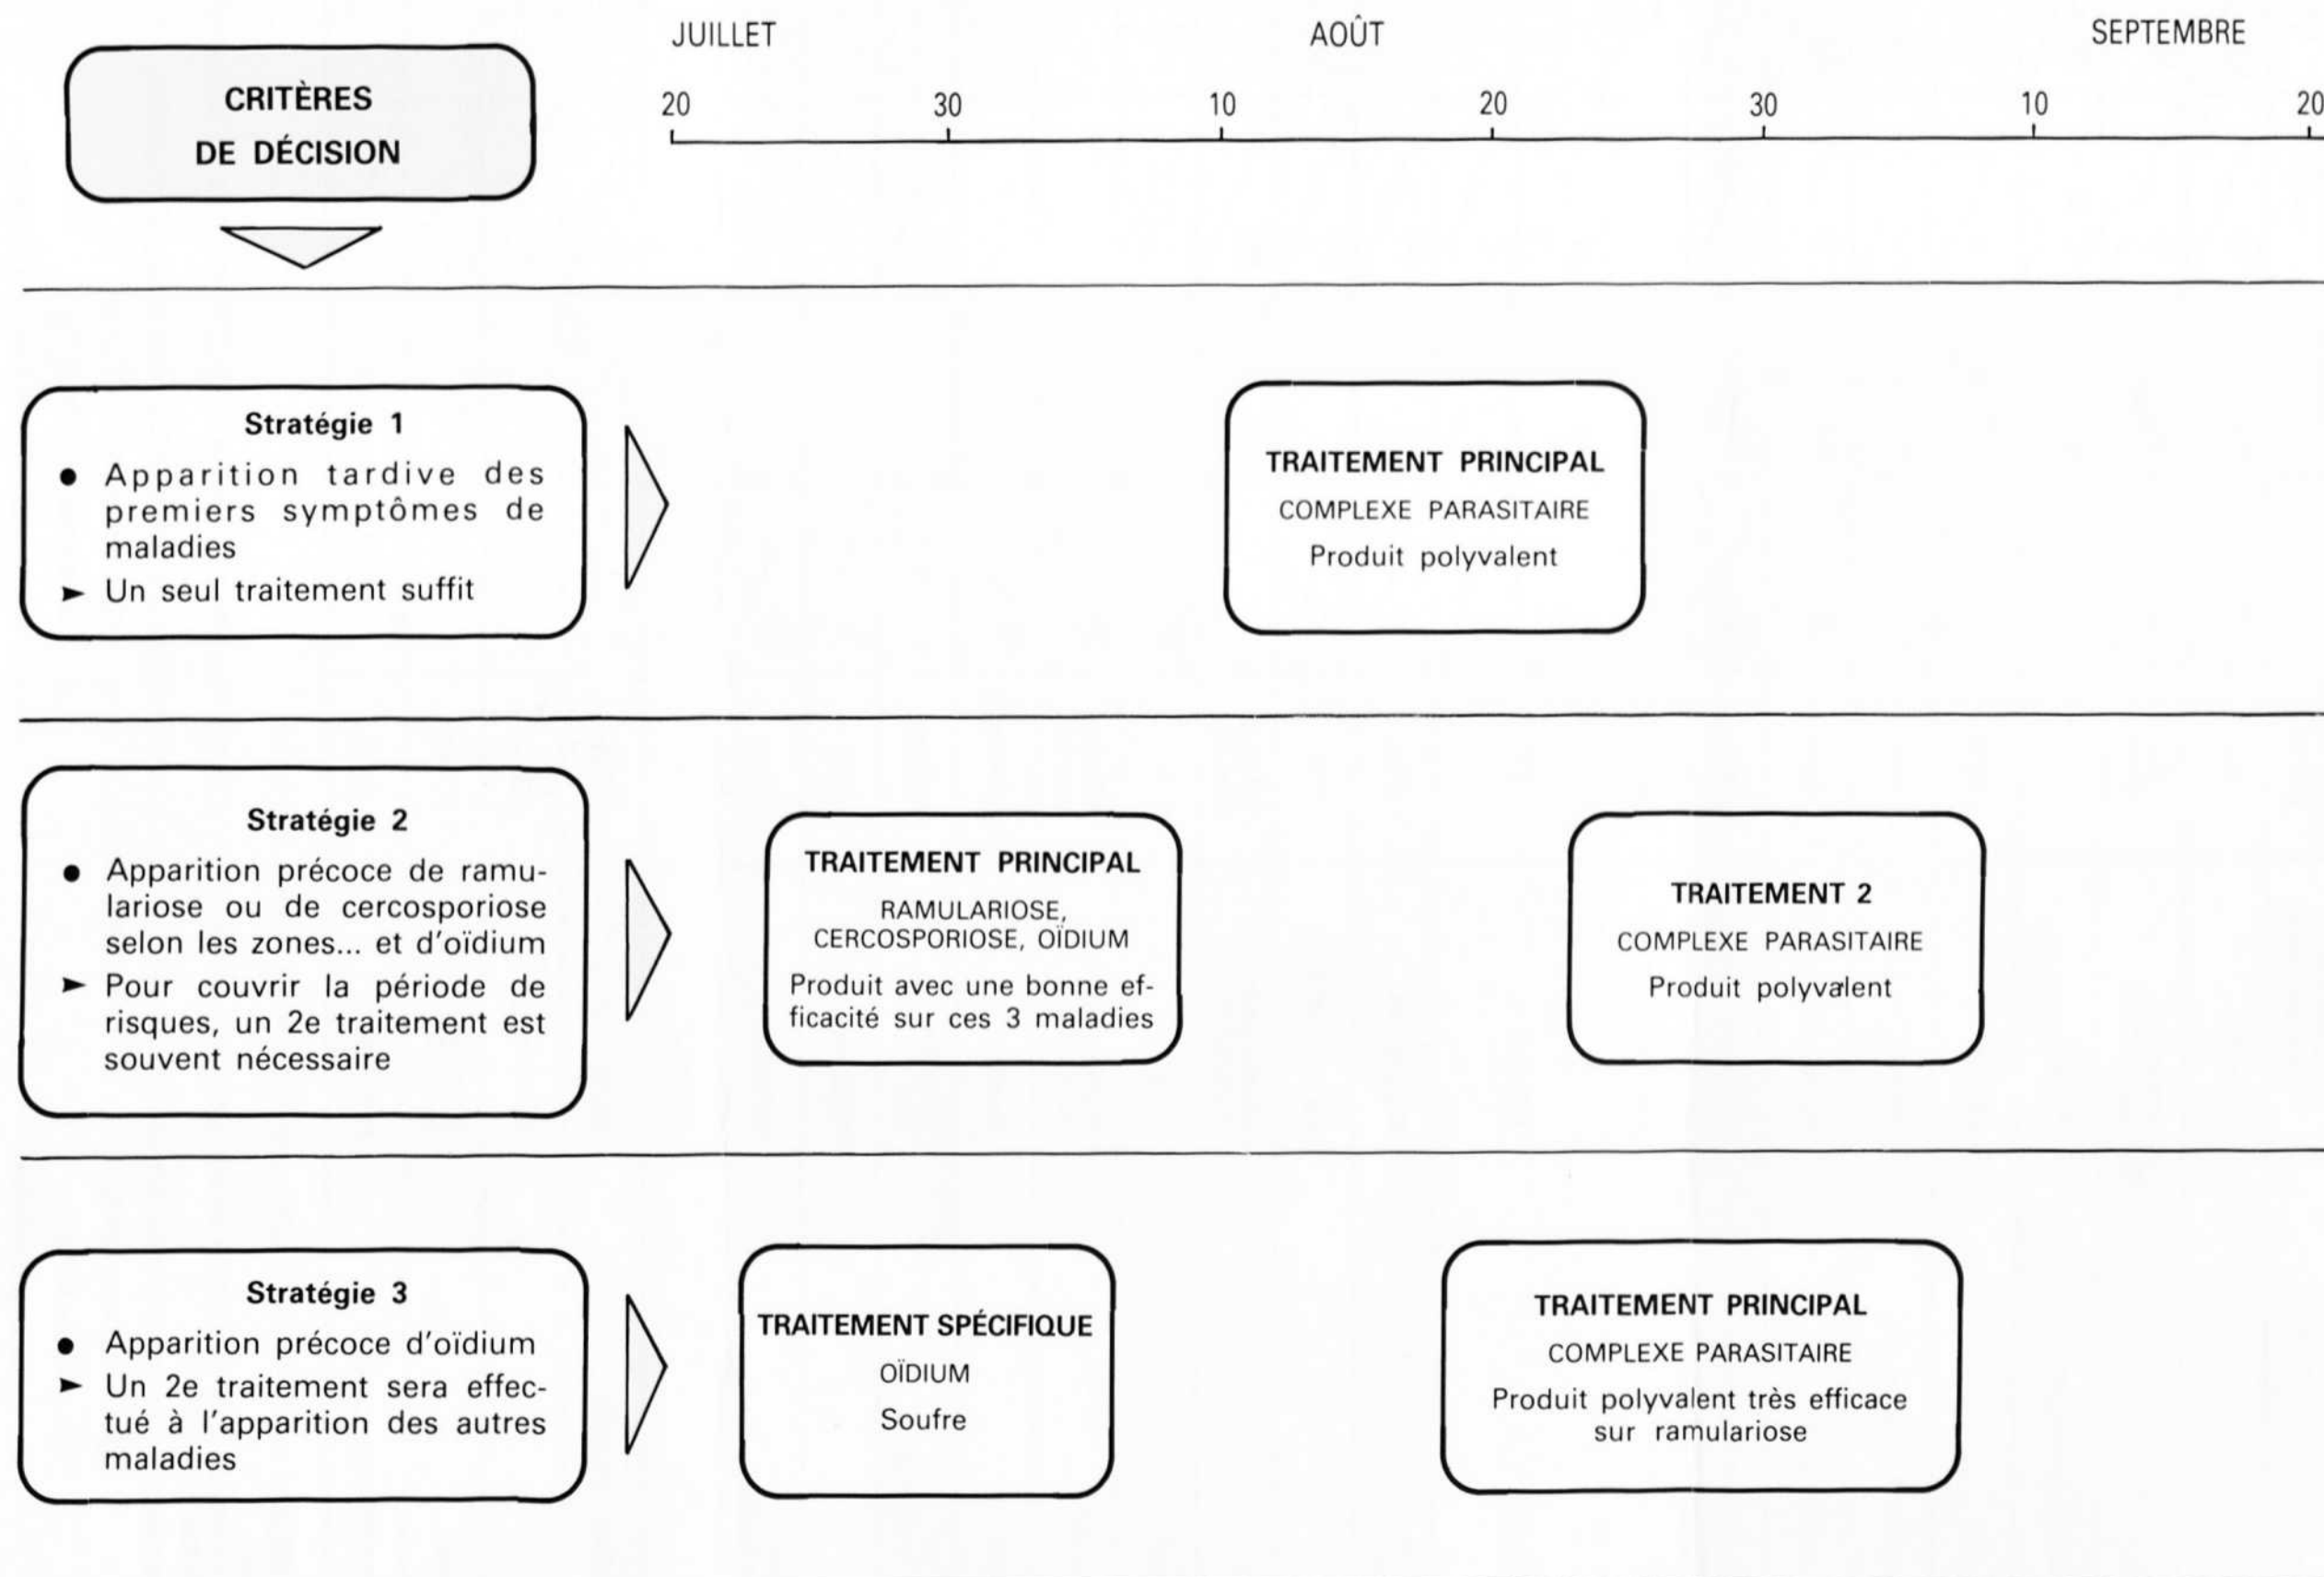 JUILLET AOÛT SEPTEMBRE
CRITÈRES
DE DÉCISION
20 30 10 20 30 10 20
Stratégie 1
● Apparition tardive des
premiers symptômes de
maladies
► Un seul traitement suffit
TRAITEMENT PRINCIPAL
COMPLEXE PARASITAIRE
Produit polyvalent
Stratégie 2
● Apparition précoce de ramu-
lariose ou de cercosporiose
selon les zones... et d'oïdium
► Pour couvrir la période de
risques, un 2e traitement est
souvent nécessaire
TRAITEMENT PRINCIPAL
RAMULARIOSE,
CERCOSPORIOSE, OÏDIUM
Produit avec une bonne ef-
ficacité sur ces 3 maladies
TRAITEMENT 2
COMPLEXE PARASITAIRE
Produit polyvalent
Stratégie 3
● Apparition précoce d'oïdium
► Un 2e traitement sera effec-
tué à l'apparition des autres
maladies
TRAITEMENT SPÉCIFIQUE
OÏDIUM
Soufre
TRAITEMENT PRINCIPAL
COMPLEXE PARASITAIRE
Produit polyvalent très efficace
sur ramulariose